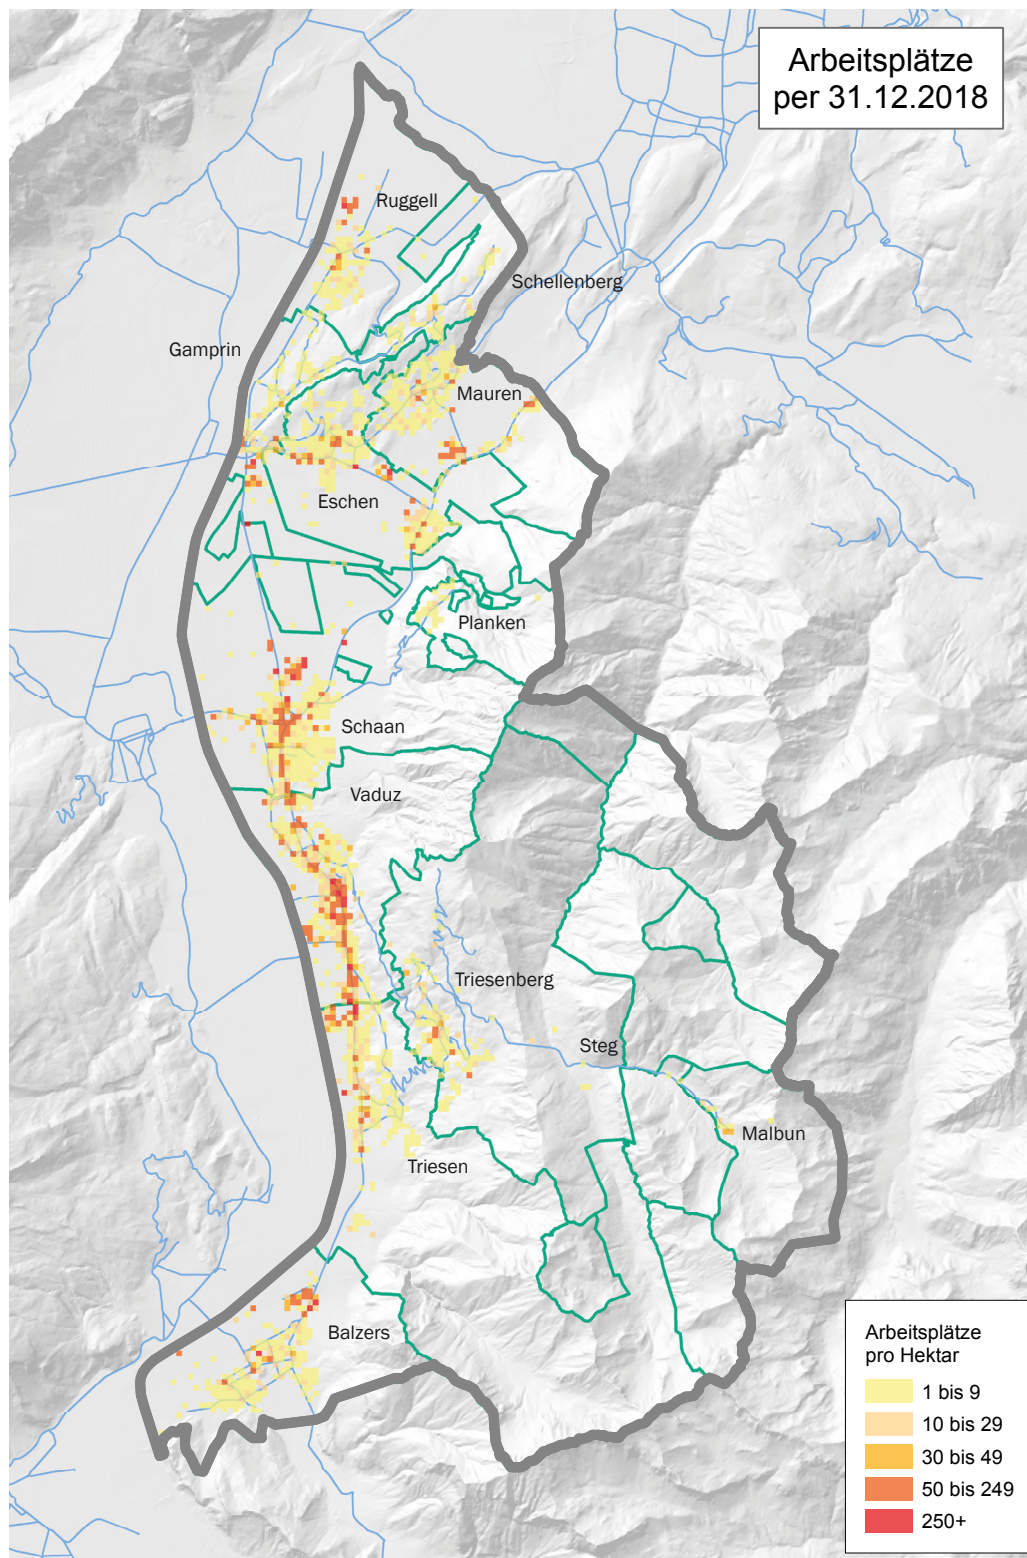 Arbeitsplätze
per 31.12.2018
Ruggell
Schellenberg
Gamprin
Mauren
Eschen
Planken
Schaan
Vaduz
Triesenberg
Steg
Malbun
Triesen
Balzers
Arbeitsplätze
pro Hektar
1 bis 9
10 bis 29
30 bis 49
50 bis 249
250+